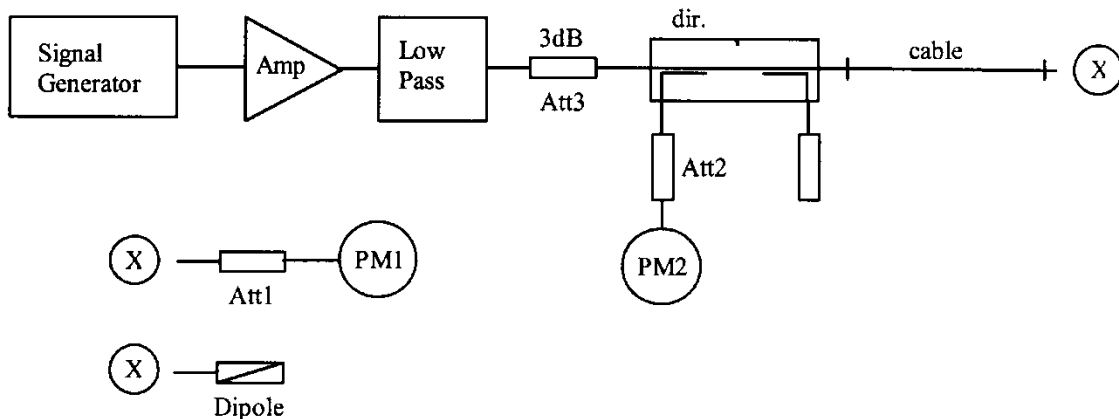 Signal
Generator
Amp
Low
Pass
3dB
Att3
dir.
cable
X
Att2
PM2
X
Att1
PM1
X
Dipole